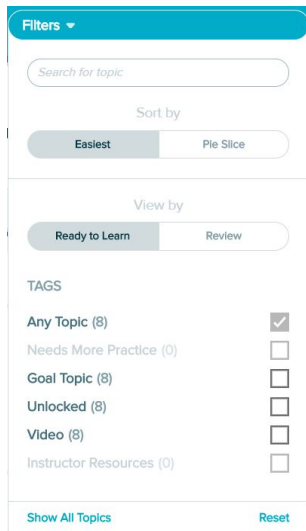 Filters
Search for topic
Sort by
Easiest Pie Slice
View by
Ready to Learn Review
TAGS
Any Topic (8)
Needs More Practice (0)
Goal Topic (8)
Unlocked (8)
Video (8)
Instructor Resources (0)
Show All Topics Reset